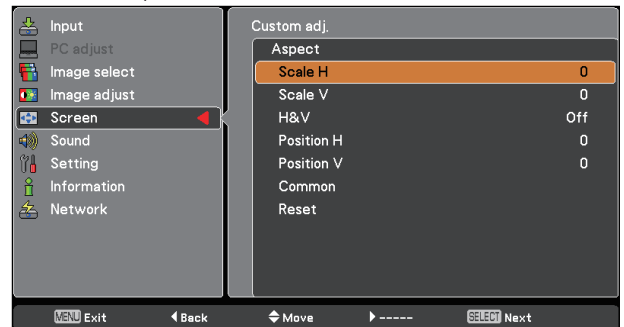 Input
PC adjust
Image select
Image adjust
Screen
Sound
Setting
Information
Network
Custom adj.
Aspect
Scale H 0
Scale V 0
H&V Off
Position H 0
Position V 0
Common
Reset
MENU Exit Back Move ----- SELECT Next